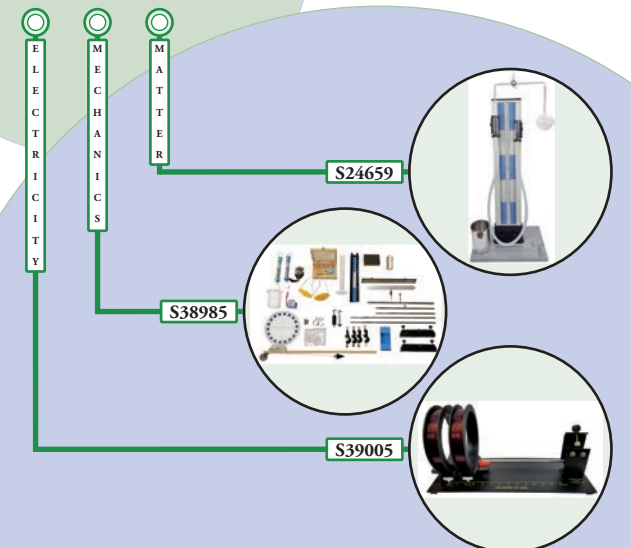 ELECTRICITY
MECHANICS
MATTER
S24659
S38985
S39005